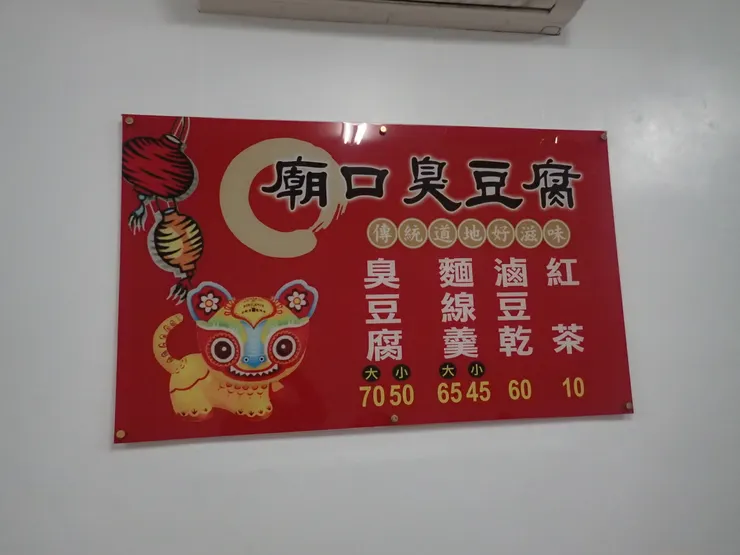 廟口臭豆腐
傳統道地好滋味
臭豆腐
大 小
70 50
麵線羹
大 小
65 45
滷豆乾
60
紅茶
10